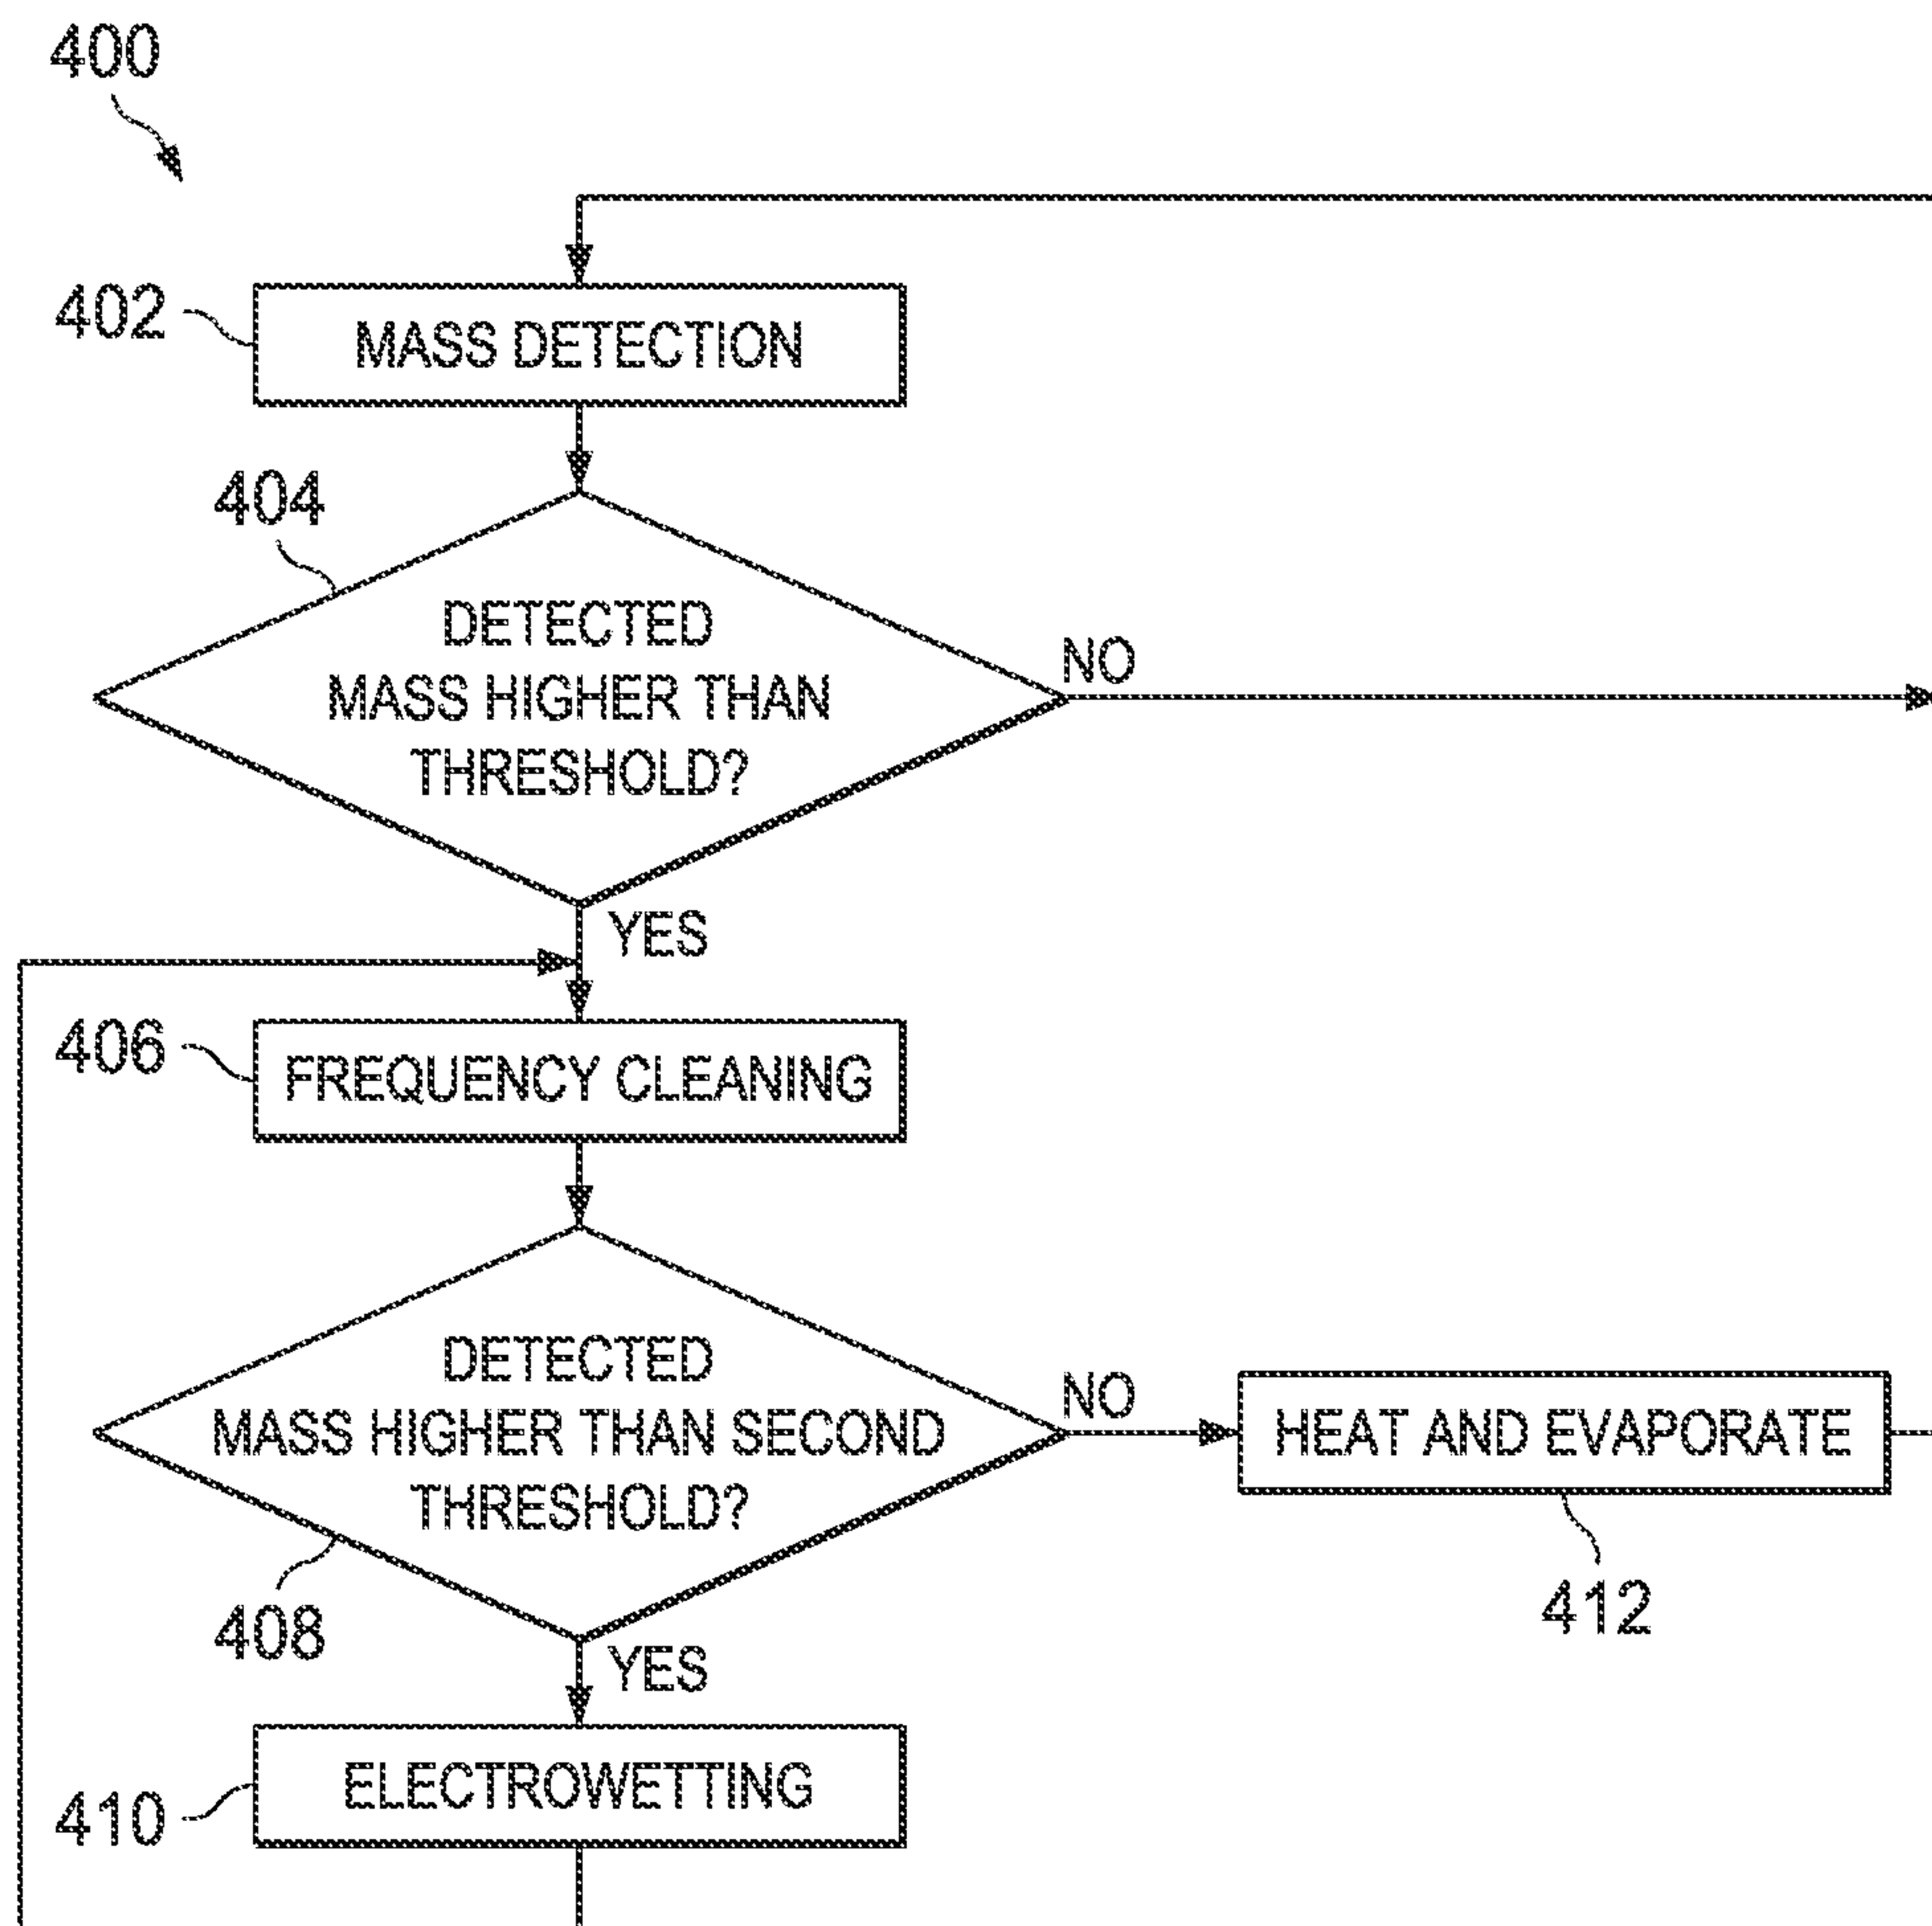 400
402
MASS DETECTION
404
DETECTED
MASS HIGHER THAN
THRESHOLD?
NO
YES
406
FREQUENCY CLEANING
DETECTED
MASS HIGHER THAN SECOND
THRESHOLD?
NO
HEAT AND EVAPORATE
412
408
YES
410
ELECTROWETTING